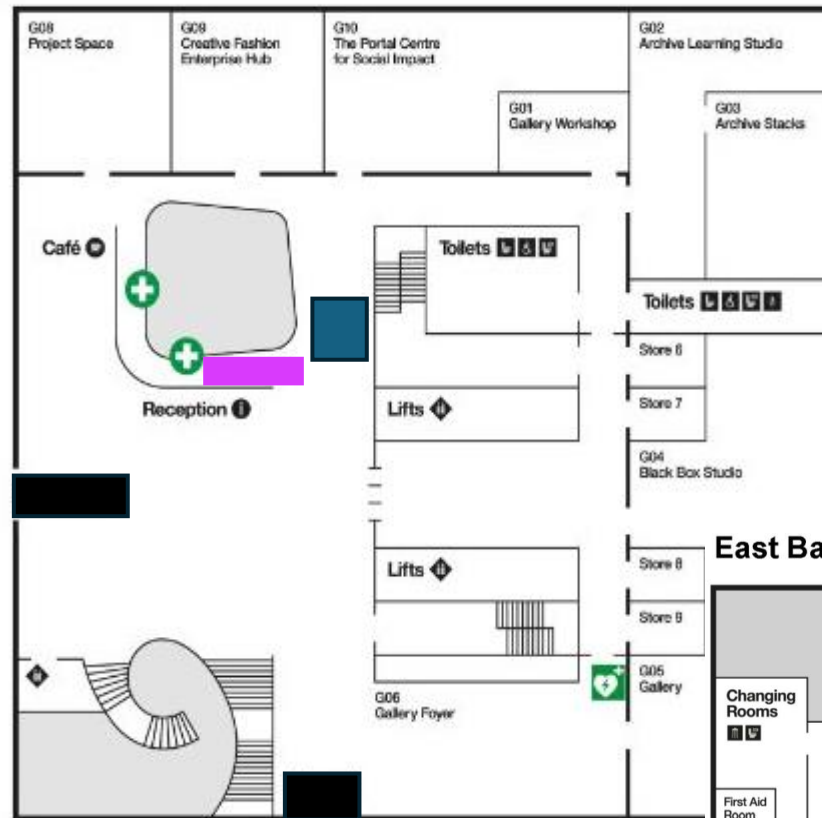 G08
Project Space
G09
Creative Fashion
Enterprise Hub
G10
The Portal Centre
for Social Impact
G02
Archive Learning Studio
G01
Gallery Workshop
G03
Archive Stacks
Café
Toilets
Toilets
Store 6
Reception
Lifts
Store 7
G04
Black Box Studio
Lifts
Store 8
East Ba
Store 9
G06
Gallery Foyer
G05
Gallery
Changing
Rooms
First Aid
Room